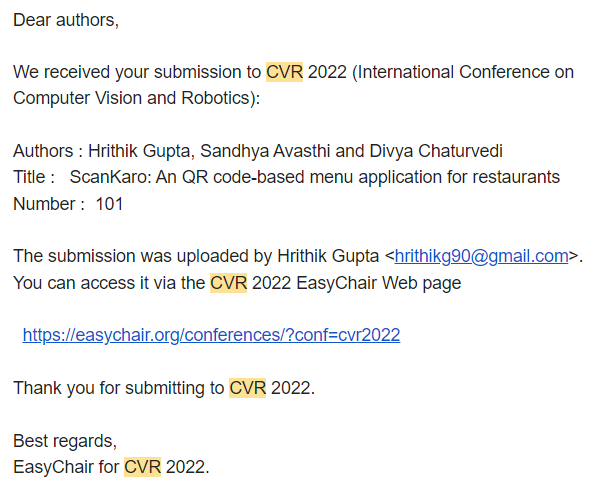 Dear authors,
We received your submission to CVR 2022 (International Conference on
Computer Vision and Robotics):
Authors : Hrithik Gupta, Sandhya Avasthi and Divya Chaturvedi
Title : ScanKaro: An QR code-based menu application for restaurants
Number : 101
The submission was uploaded by Hrithik Gupta <hrithikg90@gmail.com>.
You can access it via the CVR 2022 EasyChair Web page
https://easychair.org/conferences/?conf=cvr2022
Thank you for submitting to CVR 2022.
Best regards,
EasyChair for CVR 2022.